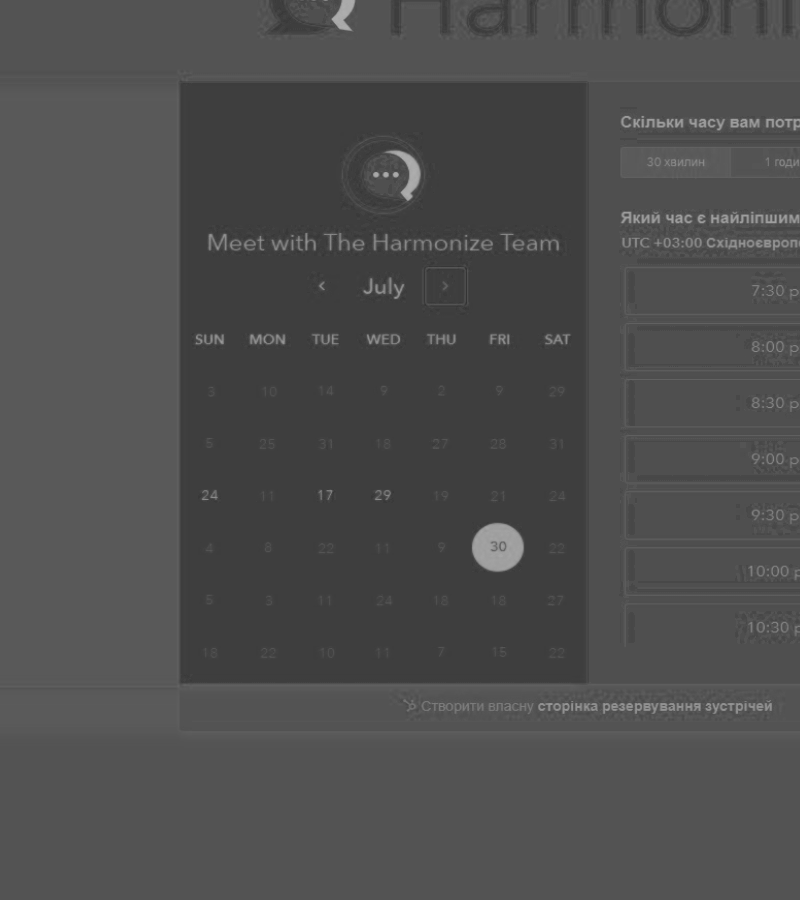 Harmoni
Meet with The Harmonize Team
July
SUN MON TUE WED THU FRI SAT
3 10 14 9 2 9 29
5 25 31 18 27 28 31
24 11 17 29 19 21 24
4 8 22 11 9 30 22
5 3 11 24 18 18 27
18 22 10 11 7 15 22
Скільки часу вам потр
30 хвилин 1 годи
Який час є найліпшим
UTC +03:00 Східноєвропе
7:30 р
8:00 р
8:30 р
9:00 р
9:30 р
10:00 р
10:30 р
Створити власну сторінка резервування зустрічей